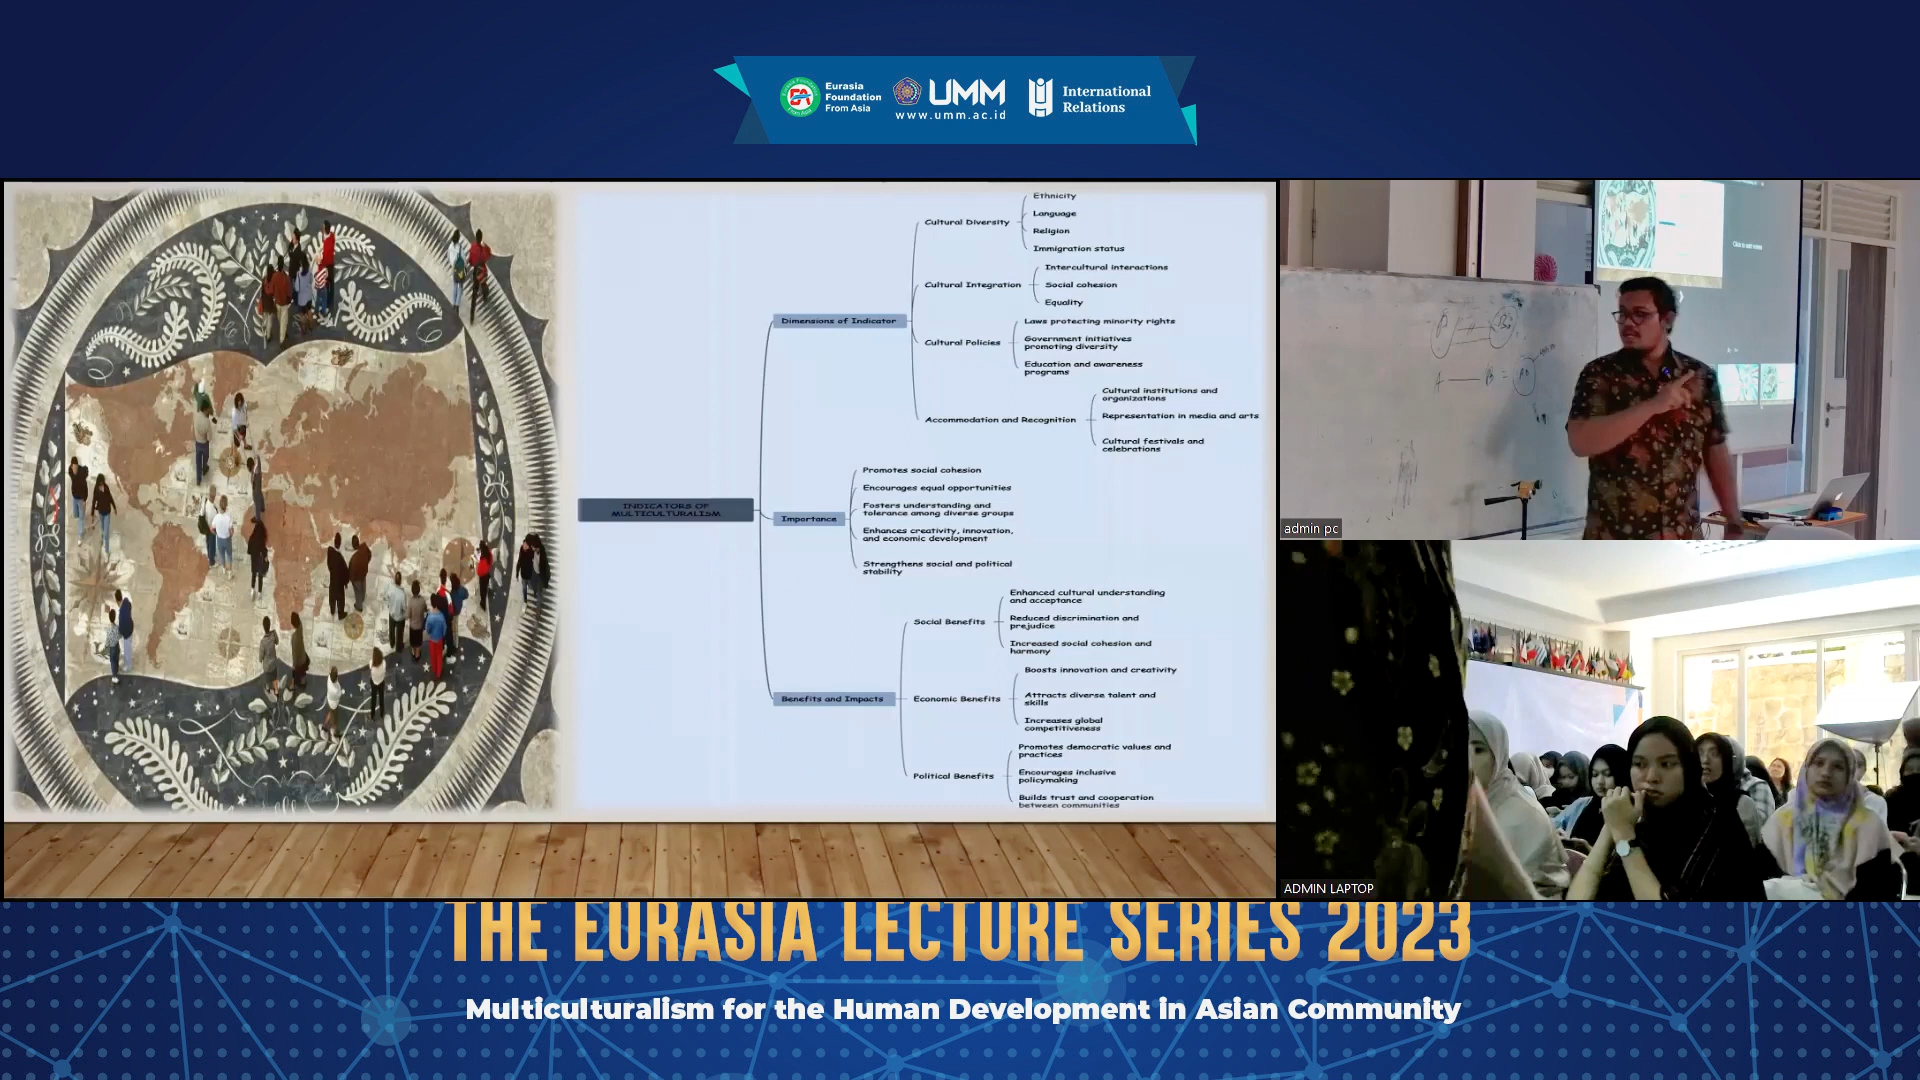 Eurasia
Foundation
From Asia
UMM
www.umm.ac.id
International
Relations
Ethnicity
Cultural Diversity
Language
Religion
Immigration status
Intercultural interactions
Cultural Integration
Social cohesion
Equality
Dimensions of Indicator
Laws protecting minority rights
Cultural Policies
Government initiatives
promoting diversity
Education and awareness
programs
Cultural institutions and
organizations
Accommodation and Recognition
Representation in media and arts
Cultural festivals and
celebrations
INDICATORS OF
MULTICULTURALISM
Importance
Promotes social cohesion
Encourages equal opportunities
Fosters understanding and
tolerance among diverse groups
Enhances creativity, innovation,
and economic development
Strengthens social and political
stability
Benefits and Impacts
Social Benefits
Enhanced cultural understanding
and acceptance
Reduced discrimination and
prejudice
Increased social cohesion and
harmony
Economic Benefits
Boosts innovation and creativity
Attracts diverse talent and
skills
Increases global
competitiveness
Political Benefits
Promotes democratic values and
practices
Encourages inclusive
policymaking
Builds trust and cooperation
between communities
admin pc
ADMIN LAPTOP
THE EURASIA LECTURE SERIES 2023
Multiculturalism for the Human Development in Asian Community